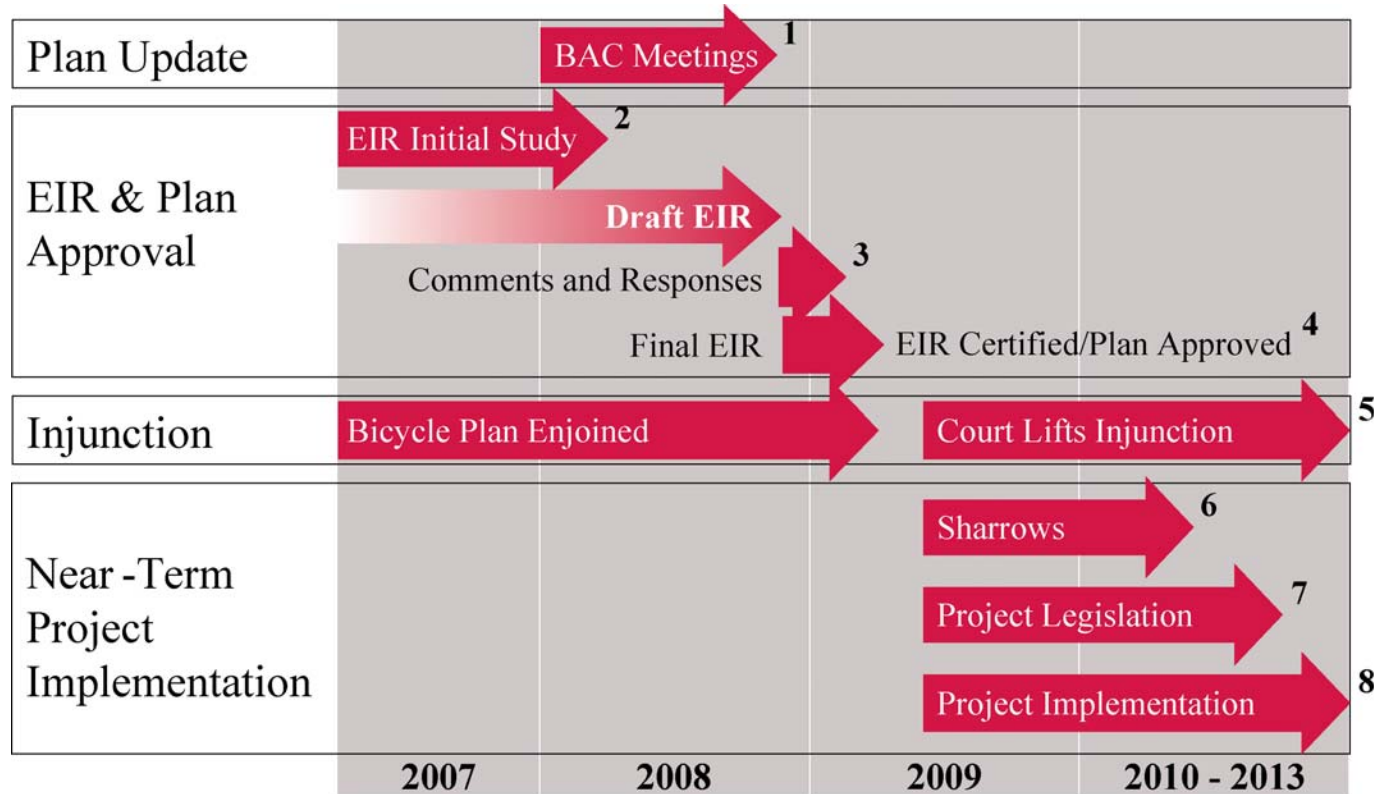 Plan Update
BAC Meetings
1
EIR & Plan
Approval
EIR Initial Study
2
Draft EIR
Comments and Responses
3
Final EIR
EIR Certified/Plan Approved
4
Injunction
Bicycle Plan Enjoined
Court Lifts Injunction
5
Near -Term
Project
Implementation
Sharrows
6
Project Legislation
7
Project Implementation
8
2007
2008
2009
2010 - 2013